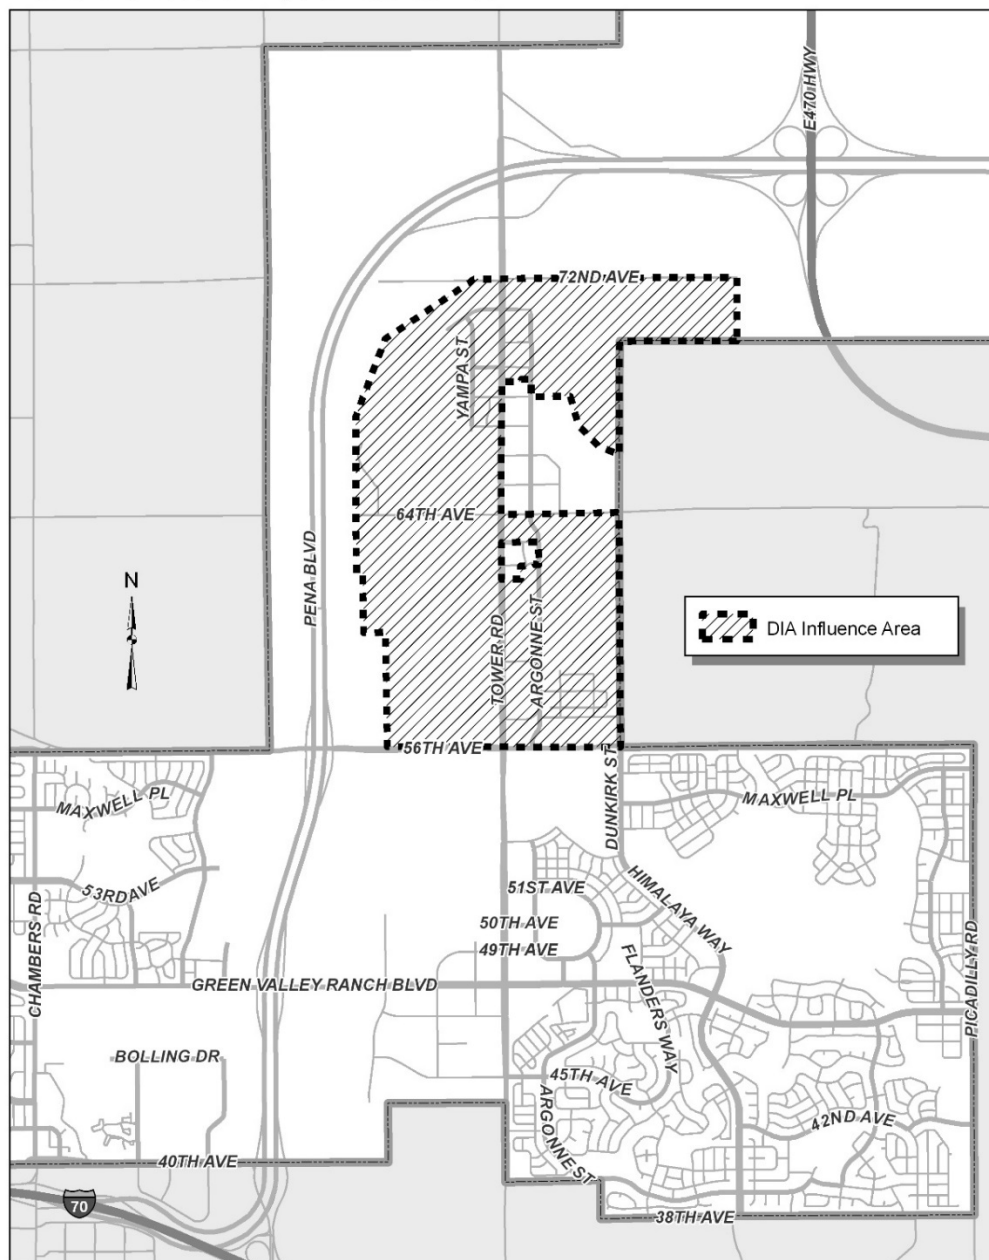 E470 HWY
72ND AVE
YAMPA ST
64TH AVE
PENA BLVD
N
TOWER RD
ARGONNE ST
DIA Influence Area
56TH AVE
DUNKIRK ST
MAXWELL PL
MAXWELL PL
53RD AVE
51ST AVE
HIMALAYA WAY
50TH AVE
49TH AVE
CHAMBERS RD
GREEN VALLEY RANCH BLVD
FLANDERS WAY
PICADILLY RD
BOLLING DR
45TH AVE
ARGONNE ST
42ND AVE
40TH AVE
70
38TH AVE